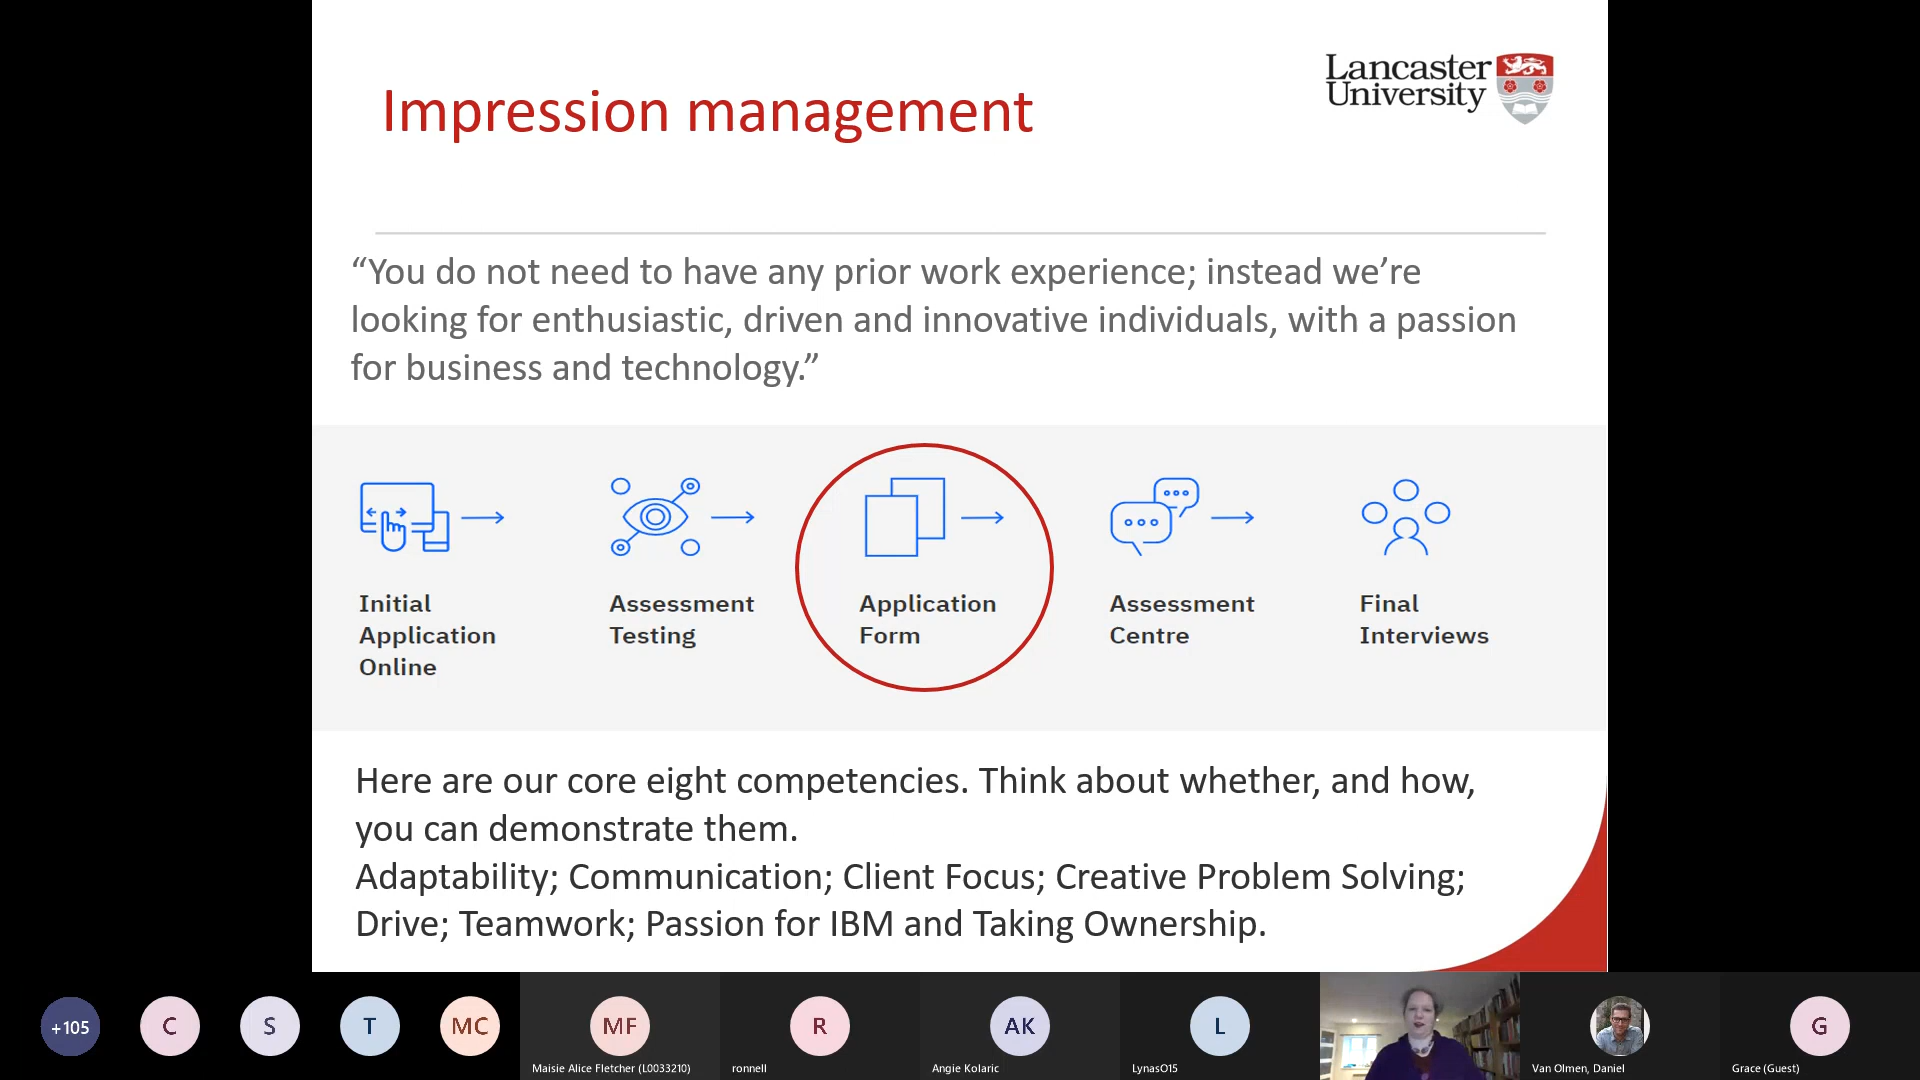 Impression management
Lancaster
University
“You do not need to have any prior work experience; instead we’re
looking for enthusiastic, driven and innovative individuals, with a passion
for business and technology.”
Initial
Application
Online
Assessment
Testing
Application
Form
Assessment
Centre
Final
Interviews
Here are our core eight competencies. Think about whether, and how,
you can demonstrate them.
Adaptability; Communication; Client Focus; Creative Problem Solving;
Drive; Teamwork; Passion for IBM and Taking Ownership.
+105
C
S
T
MC
MF
R
AK
L
G
Maisie Alice Fletcher (L0033210)
ronnell
Angie Kolaric
LynasO15
Van Olmen, Daniel
Grace (Guest)